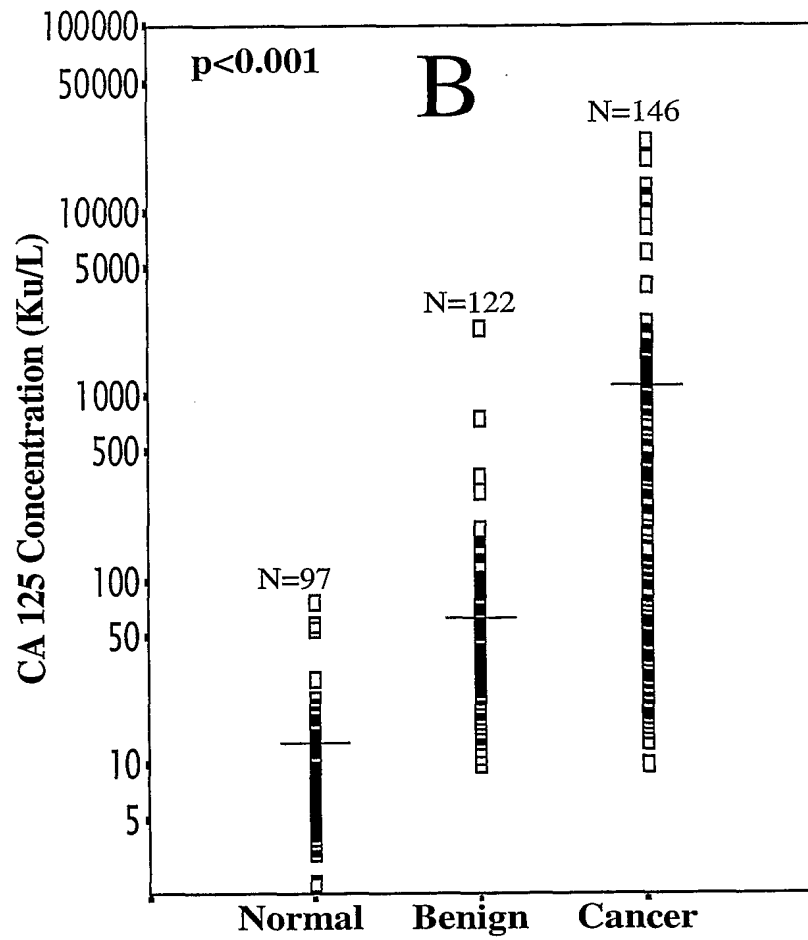 100000
p<0.001
B
50000
N=146
10000
5000
N=122
1000
500
N=97
100
50
10
5
CA 125 Concentration (Ku/L)
Normal
Benign
Cancer